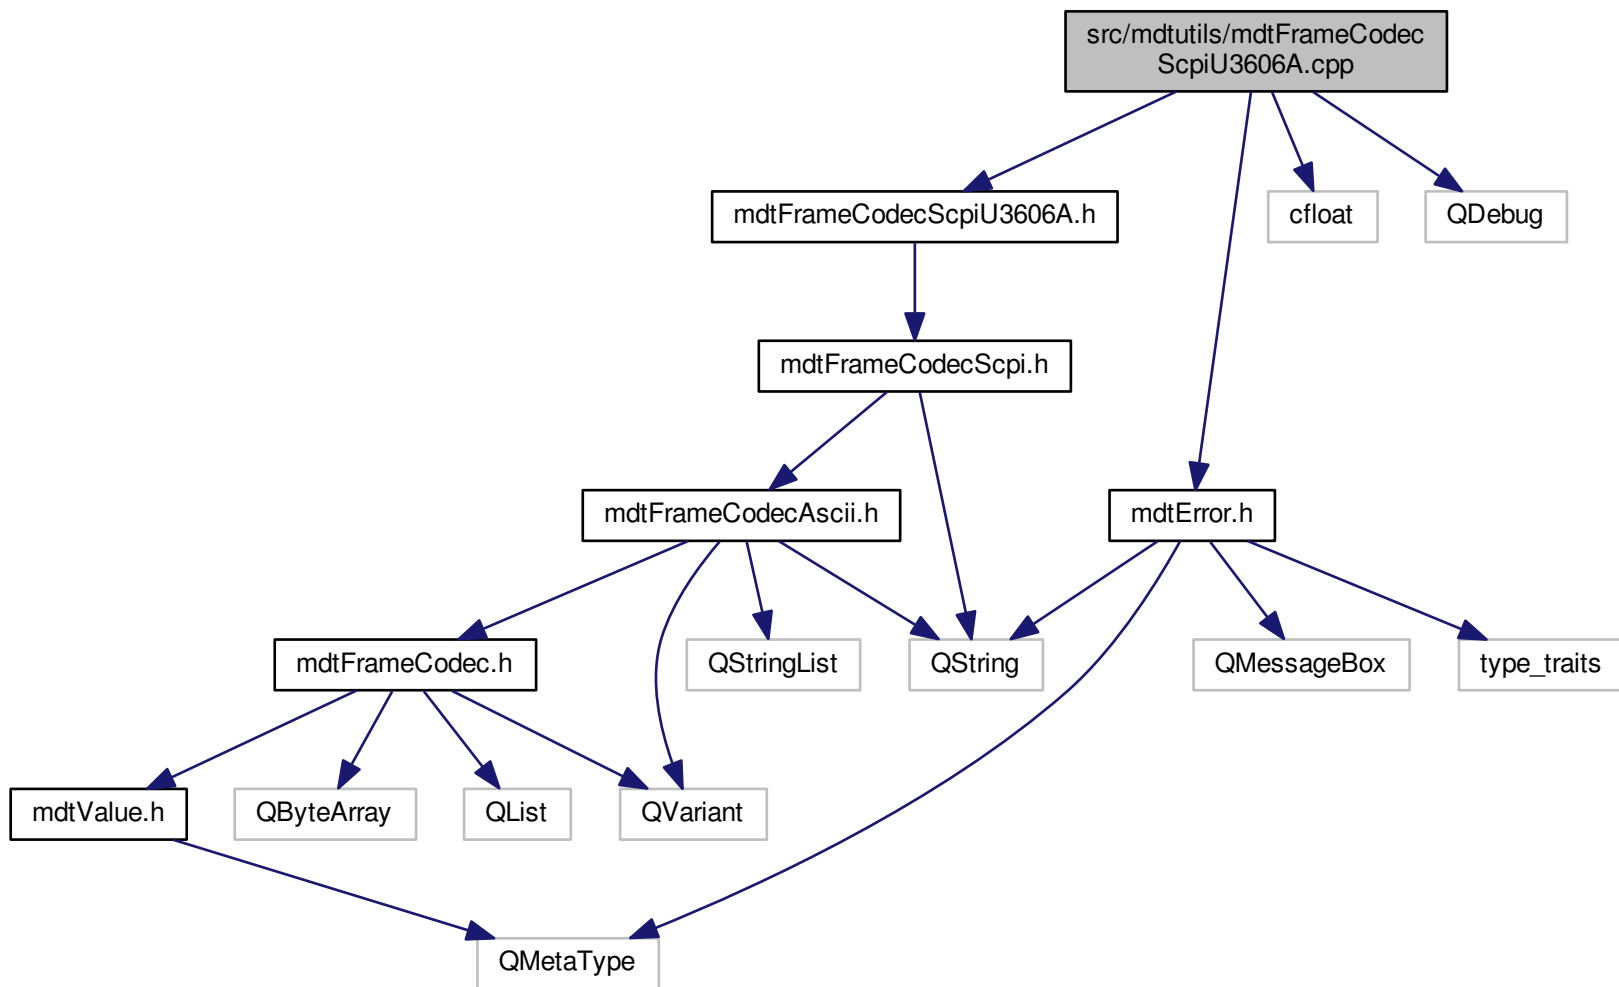 src/mdtutils/mdtFrameCodec
ScpiU3606A.cpp
mdtFrameCodecScpiU3606A.h
cfloat
QDebug
mdtFrameCodecScpi.h
mdtFrameCodecAscii.h
mdtError.h
mdtFrameCodec.h
QStringList
QString
QMessageBox
type_traits
mdtValue.h
QByteArray
QList
QVariant
QMetaType